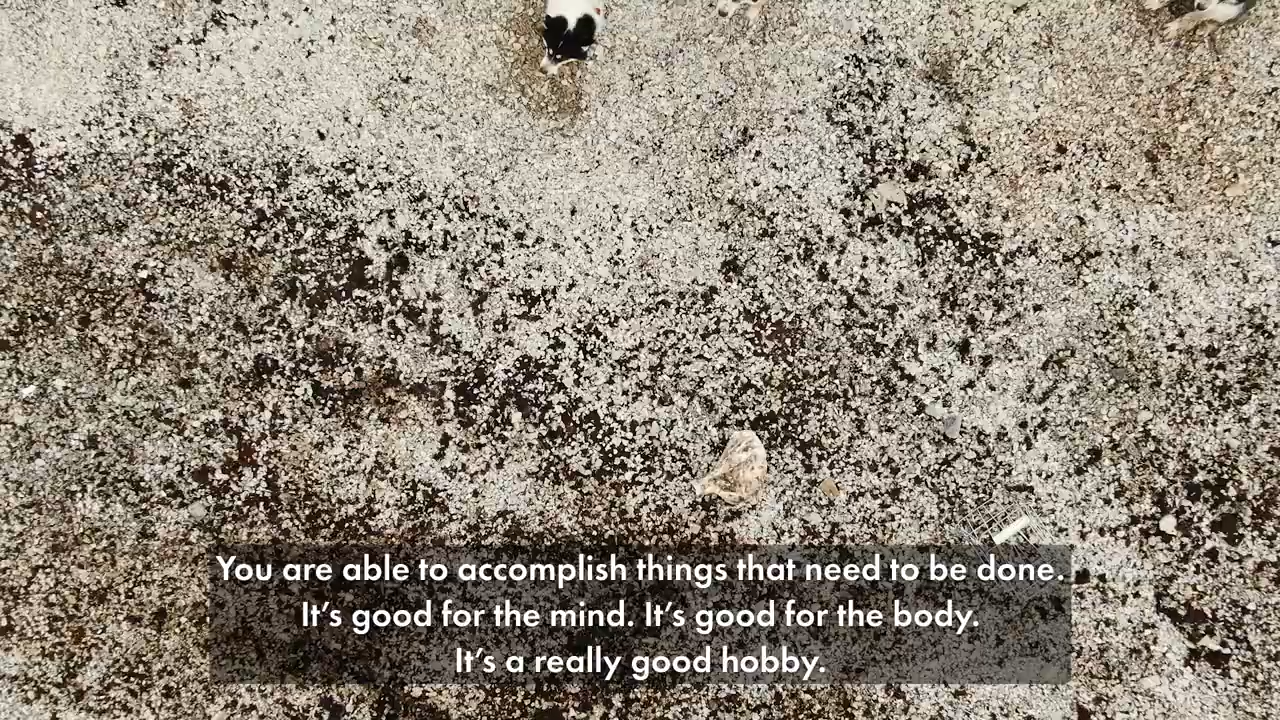 You are able to accomplish things that need to be done.
It’s good for the mind. It’s good for the body.
It’s a really good hobby.